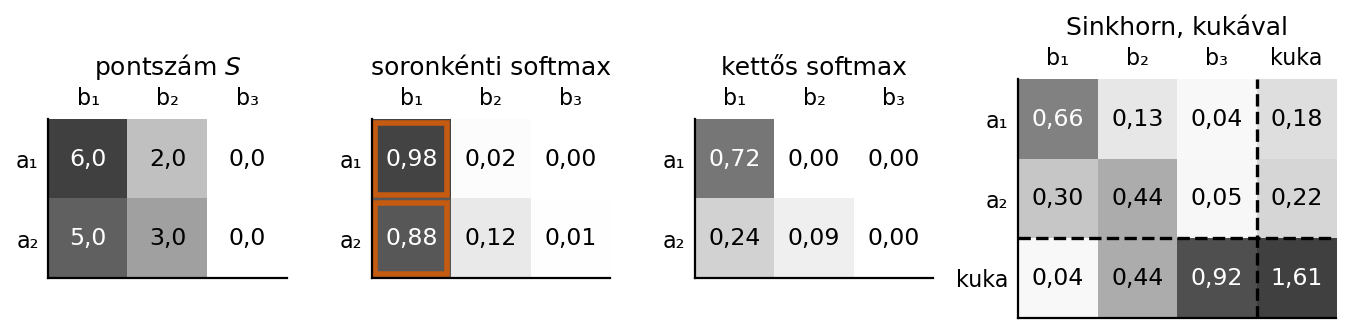 pontszám S
b₁ b₂ b₃
a₁ 6,0 2,0 0,0
a₂ 5,0 3,0 0,0
soronkénti softmax
b₁ b₂ b₃
a₁ 0,98 0,02 0,00
a₂ 0,88 0,12 0,01
kettős softmax
b₁ b₂ b₃
a₁ 0,72 0,00 0,00
a₂ 0,24 0,09 0,00
Sinkhorn, kukával
b₁ b₂ b₃ kuka
a₁ 0,66 0,13 0,04 0,18
a₂ 0,30 0,44 0,05 0,22
kuka 0,04 0,44 0,92 1,61